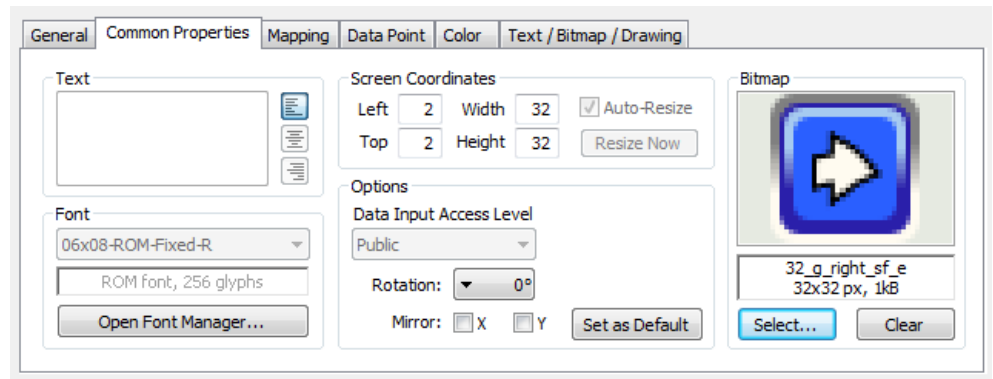 General Common Properties Mapping Data Point Color Text / Bitmap / Drawing
Text
Screen Coordinates
Left 2 Width 32 Auto-Resize
Top 2 Height 32 Resize Now
Bitmap
Options
Data Input Access Level
Public
Rotation: 0°
Mirror: X Y Set as Default
Font
06x08-ROM-Fixed-R
ROM font, 256 glyphs
Open Font Manager...
32_g_right_sf_e
32x32 px, 1kB
Select... Clear